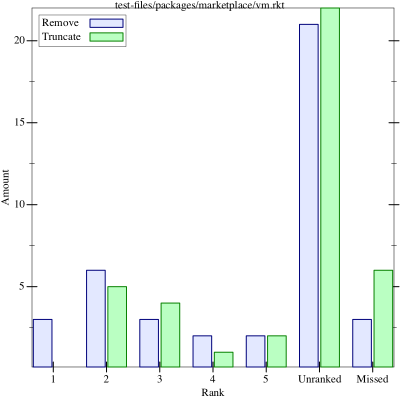 test-files/packages/marketplace/vm.rkt
Remove
Truncate
20
15
10
5
Amount
1 2 3 4 5 Unranked Missed
Rank